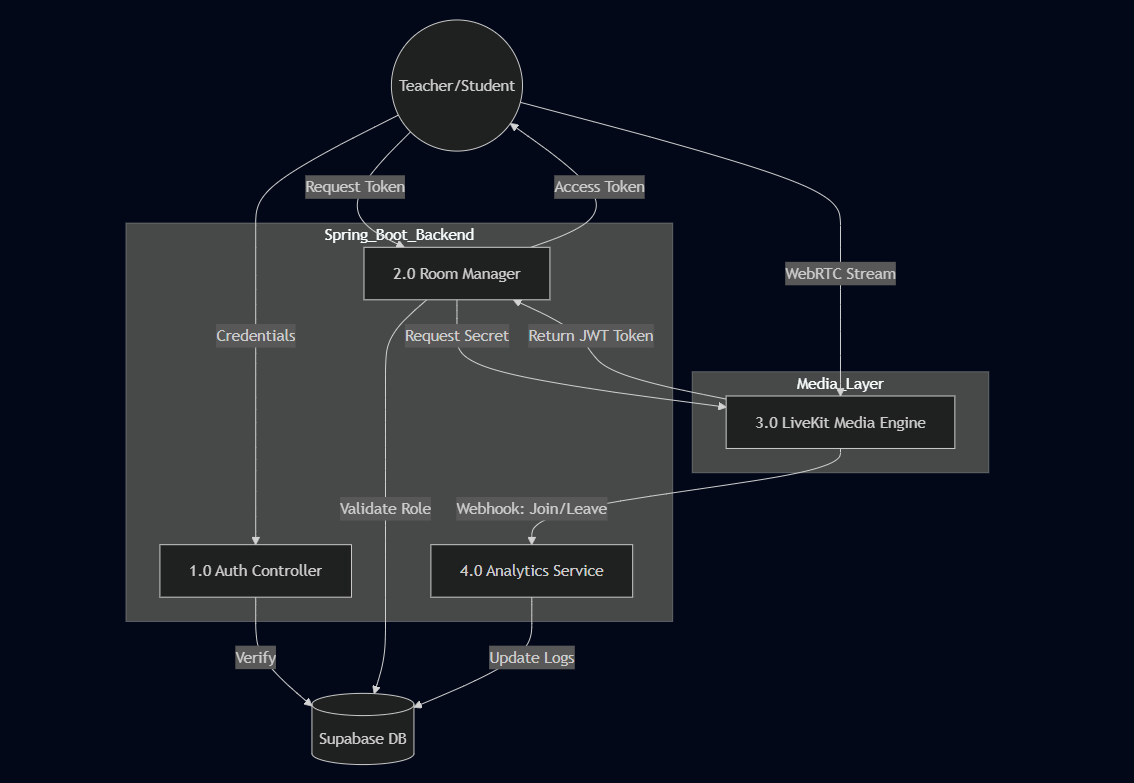 Teacher/Student
Request Token
Access Token
Spring_Boot_Backend
2.0 Room Manager
WebRTC Stream
Credentials
Request Secret
Return JWT Token
Media_Layer
3.0 LiveKit Media Engine
Validate Role
Webhook: Join/Leave
1.0 Auth Controller
4.0 Analytics Service
Verify
Update Logs
Supabase DB